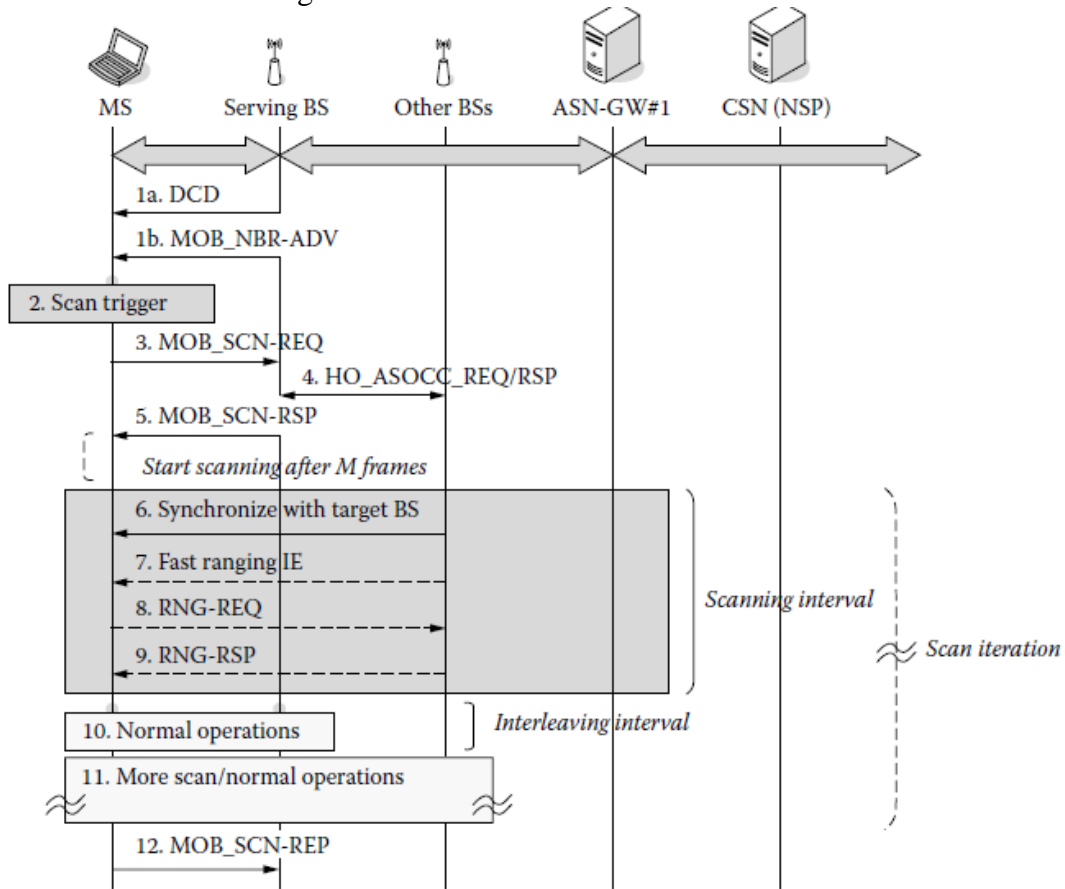 MS
Serving BS
Other BSs
ASN-GW#1
CSN (NSP)
1a. DCD
1b. MOB_NBR-ADV
2. Scan trigger
3. MOB_SCN-REQ
4. HO_ASOCC_REQ/RSP
5. MOB_SCN-RSP
Start scanning after M frames
6. Synchronize with target BS
7. Fast ranging IE
8. RNG-REQ
9. RNG-RSP
Scanning interval
Scan iteration
10. Normal operations
Interleaving interval
11. More scan/normal operations
12. MOB_SCN-REP